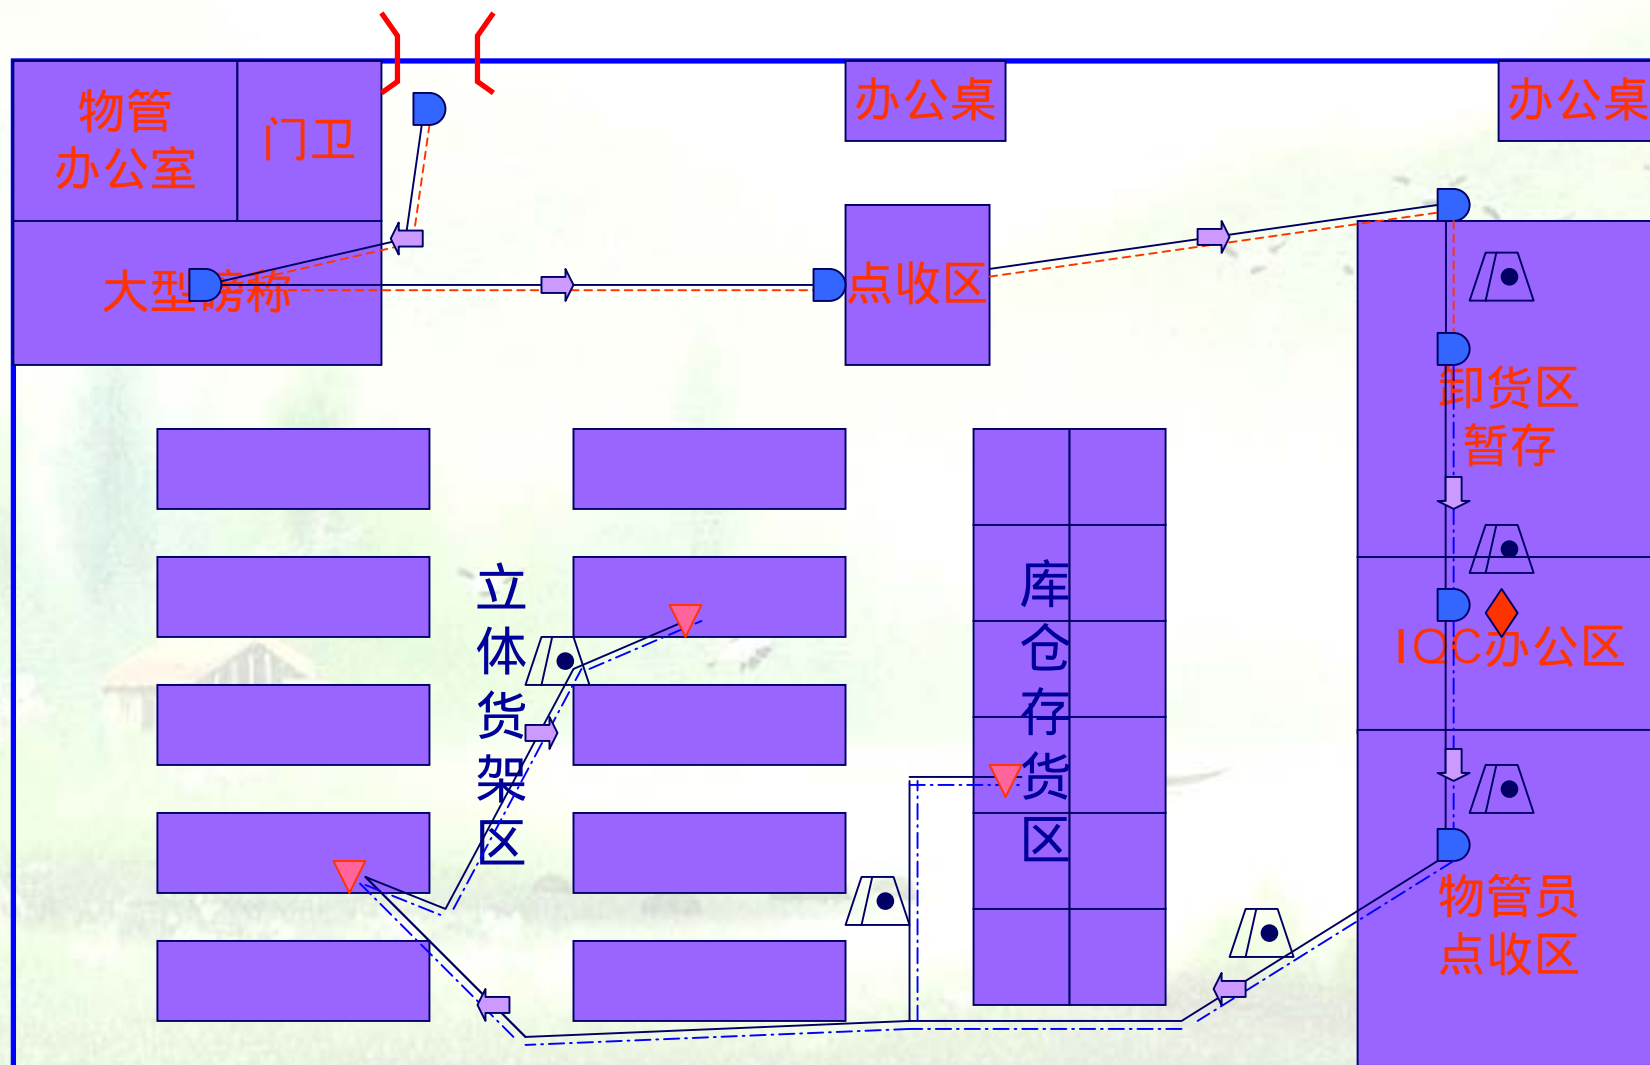 物管
办公室
门卫
办公桌
办公桌
大型磅称
点收区
卸货区
暂存
立体货架区
库仓存货区
IQC办公区
物管员
点收区